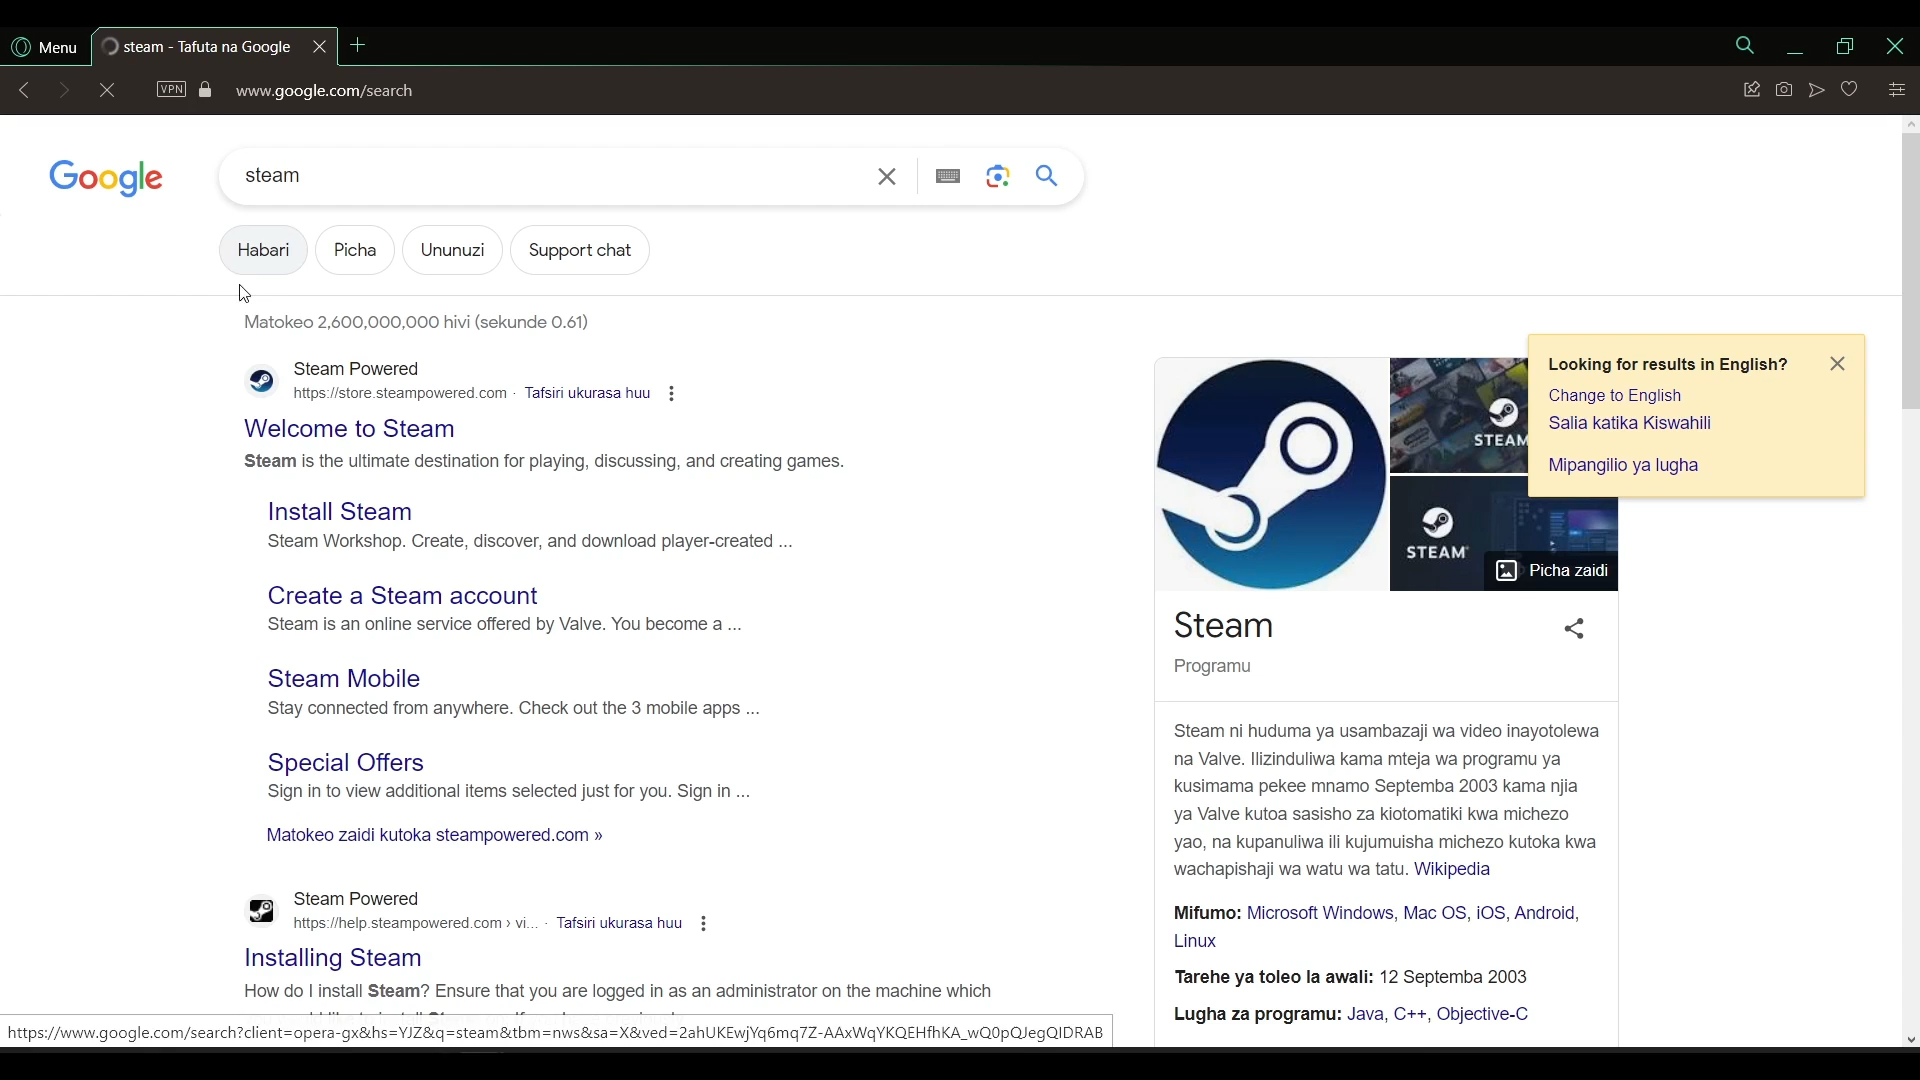 Menu
steam - Tafuta na Google
VPN
www.google.com/search
Google
steam
Habari
Picha
Ununuzi
Support chat
Matokeo 2,600,000,000 hivi (sekunde 0.61)
Steam Powered
https://store.steampowered.com · Tafsiri ukurasa huu
Welcome to Steam
Steam is the ultimate destination for playing, discussing, and creating games.
Install Steam
Steam Workshop. Create, discover, and download player-created ...
Create a Steam account
Steam is an online service offered by Valve. You become a ...
Steam Mobile
Stay connected from anywhere. Check out the 3 mobile apps ...
Special Offers
Sign in to view additional items selected just for you. Sign in ...
Matokeo zaidi kutoka steampowered.com »
Steam Powered
https://help.steampowered.com › vi... · Tafsiri ukurasa huu
Installing Steam
How do I install Steam? Ensure that you are logged in as an administrator on the machine which
https://www.google.com/search?client=opera-gx&hs=YJZ&q=steam&tbm=nws&sa=X&ved=2ahUKEwjYq6mq7Z-AAxWqYKQEHfhKA_wQ0pQJegQIDRAB
STEAM
STEAM
Picha zaidi
Looking for results in English?
Change to English
Salia katika Kiswahili
Mipangilio ya lugha
Steam
Programu
Steam ni huduma ya usambazaji wa video inayotolewa
na Valve. Ilizinduliwa kama mteja wa programu ya
kusimama pekee mnamo Septemba 2003 kama njia
ya Valve kutoa sasisho za kiotomatiki kwa michezo
yao, na kupanuliwa ili kujumuisha michezo kutoka kwa
wachapishaji wa watu wa tatu. Wikipedia
Mifumo: Microsoft Windows, Mac OS, iOS, Android,
Linux
Tarehe ya toleo la awali: 12 Septemba 2003
Lugha za programu: Java, C++, Objective-C